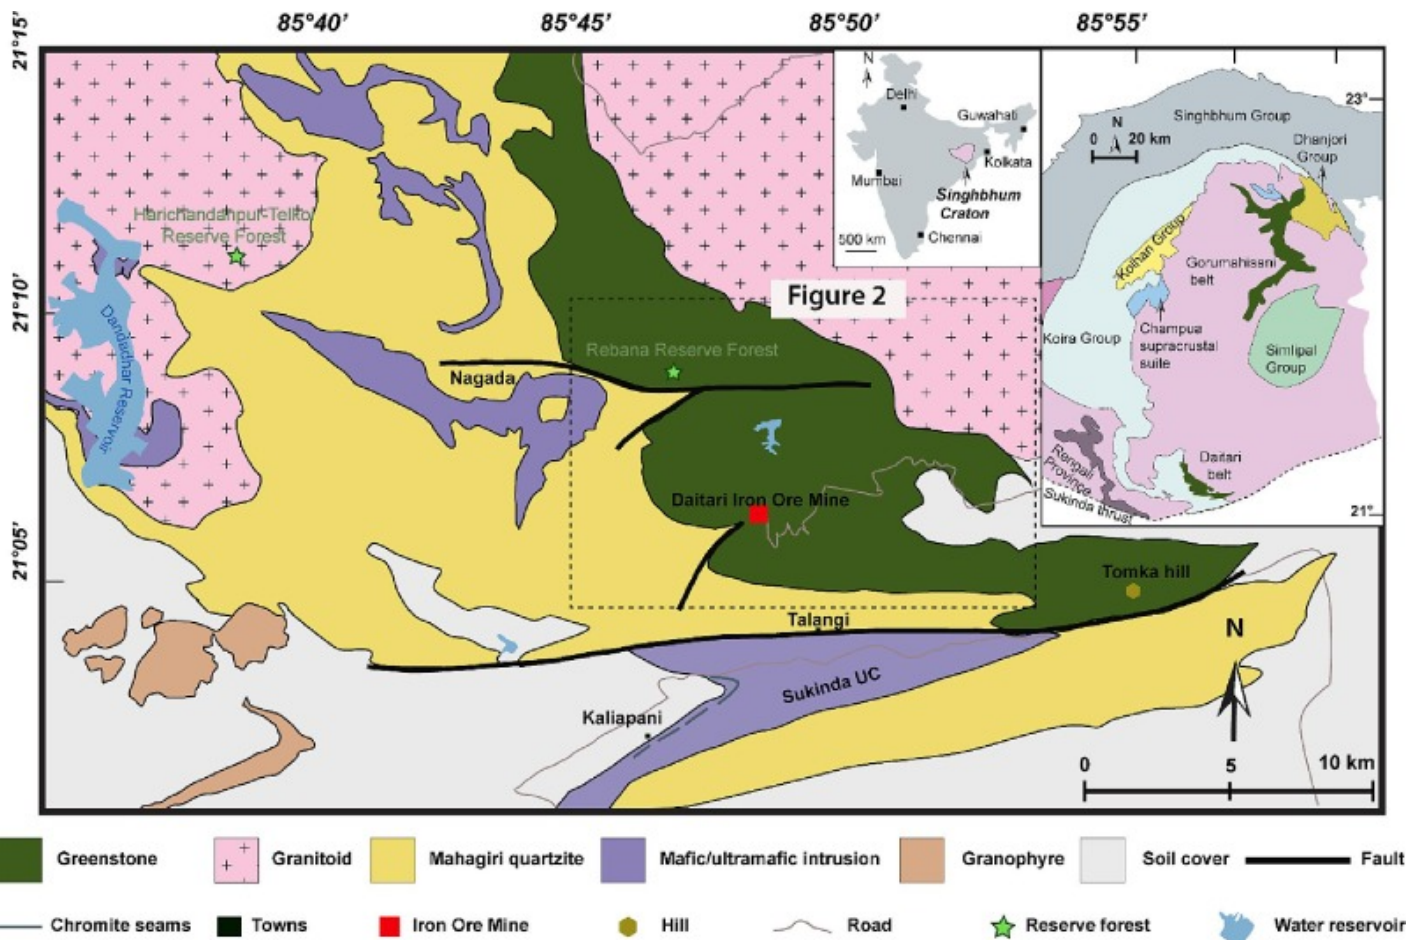 85°40′ 85°45′ 85°50′ 85°55′
21°15′
21°10′
21°05′
Harichandanpur-Telkoi
Reserve Forest
Dandadhar Reservoir
Nagada
Rebana Reserve Forest
Figure 2
Daitari Iron Ore Mine
Tomka hill
Talangi
Sukinda UC
Kaliapani
N
0 5 10 km
N
Delhi
Guwahati
Kolkata
Mumbai
Singhbhum
Craton
Chennai
500 km
23°
Singhbhum Group
N
0 20 km
Dhanjori
Group
Kolhan Group
Gorumahisani
belt
Koira Group
Champua
supracrustal
suite
Simlipal
Group
Rengali
Province
Daitari
belt
Sukinda thrust
21°
Greenstone Granitoid Mahagiri quartzite Mafic/ultramafic intrusion Granophyre Soil cover Fault
Chromite seams Towns Iron Ore Mine Hill Road Reserve forest Water reservoir